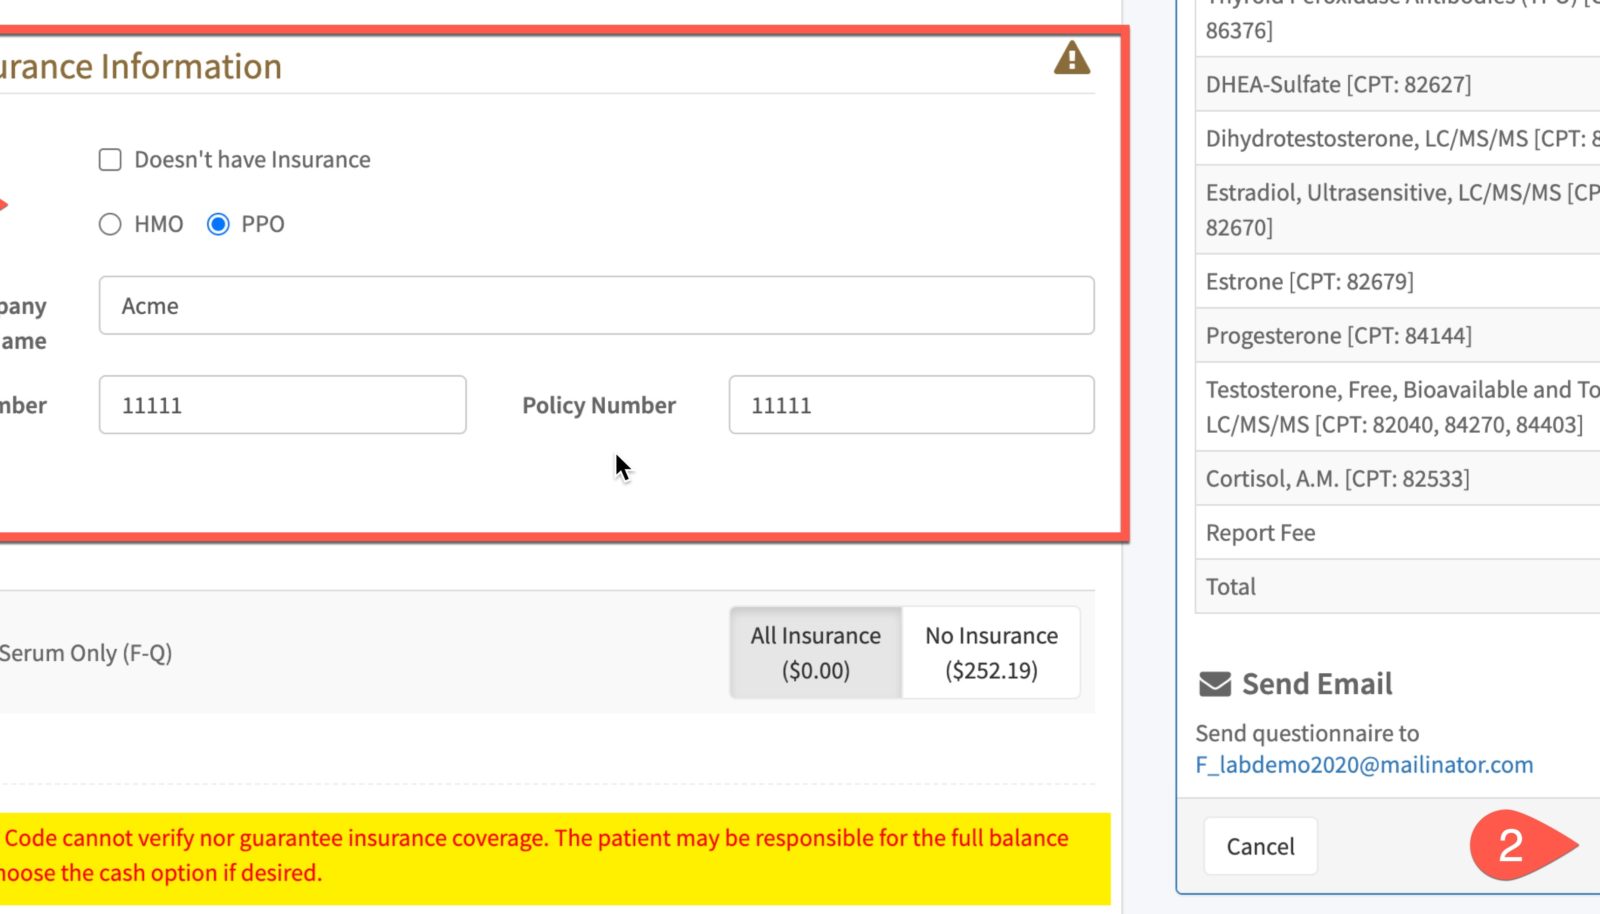 urance Information
Doesn't have Insurance
HMO PPO
pany
ame
Acme
mber
11111
Policy Number
11111
Serum Only (F-Q)
All Insurance
($0.00)
No Insurance
($252.19)
Code cannot verify nor guarantee insurance coverage. The patient may be responsible for the full balance
hoose the cash option if desired.
Thyroid Peroxidase Antibodies (TPO) [C
86376]
DHEA-Sulfate [CPT: 82627]
Dihydrotestosterone, LC/MS/MS [CPT: 8
Estradiol, Ultrasensitive, LC/MS/MS [CP
82670]
Estrone [CPT: 82679]
Progesterone [CPT: 84144]
Testosterone, Free, Bioavailable and To
LC/MS/MS [CPT: 82040, 84270, 84403]
Cortisol, A.M. [CPT: 82533]
Report Fee
Total
Send Email
Send questionnaire to
F_labdemo2020@mailinator.com
Cancel
2